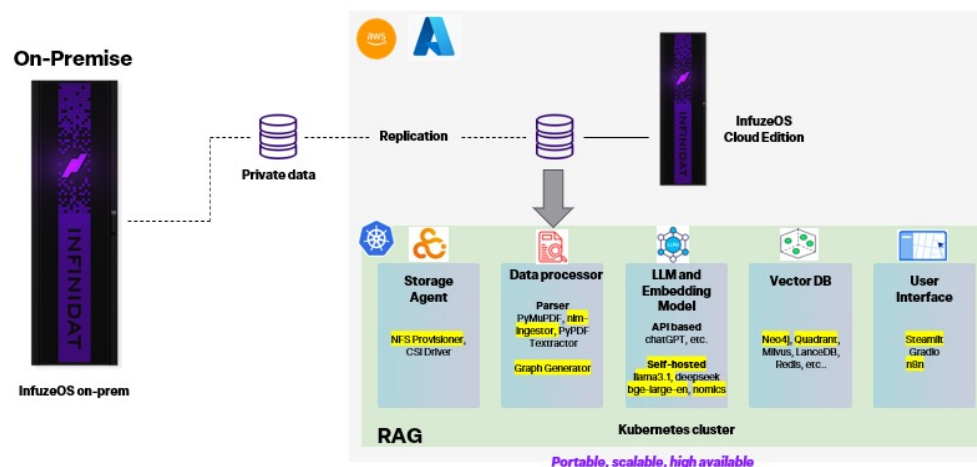 On-Premise
INFINIDAT
InfuzeOS on-prem
Private data
Replication
aws
InfuzeOS
Cloud Edition
Storage
Agent
NFS Provisioner,
CSI Driver
Data processor
Parser
PyMuPDF, nlm-
ingestor, PyPDF
Textractor
Graph Generator
LLM and
Embedding
Model
API based
chatGPT, etc.
Self-hosted
llama3.1, deepseek
bge-large-en, nomics
Vector DB
Neo4j, Quadrant,
Milvus, LanceDB,
Redis, etc..
User
Interface
Steamlit
Gradio
n8n
RAG
Kubernetes cluster
Portable, scalable, high available